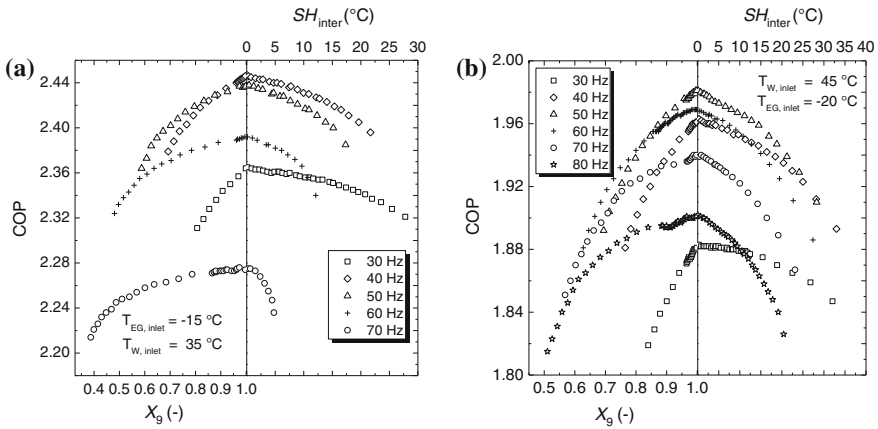 SH_inter (°C)
0 5 10 15 20 25 30
(a)
COP
2.44
2.40
2.36
2.32
2.28
2.24
2.20
30 Hz
40 Hz
50 Hz
60 Hz
70 Hz
T_EG, inlet = -15 °C
T_W, inlet = 35 °C
0.4 0.5 0.6 0.7 0.8 0.9 1.0
X_9 (-)
SH_inter (°C)
0 5 10 15 20 25 30 35 40
(b)
COP
2.00
1.96
1.92
1.88
1.84
1.80
30 Hz
40 Hz
50 Hz
60 Hz
70 Hz
80 Hz
T_W, inlet 45 °C
T_EG, inlet = -20 °C
0.5 0.6 0.7 0.8 0.9 1.0
X_9 (-)